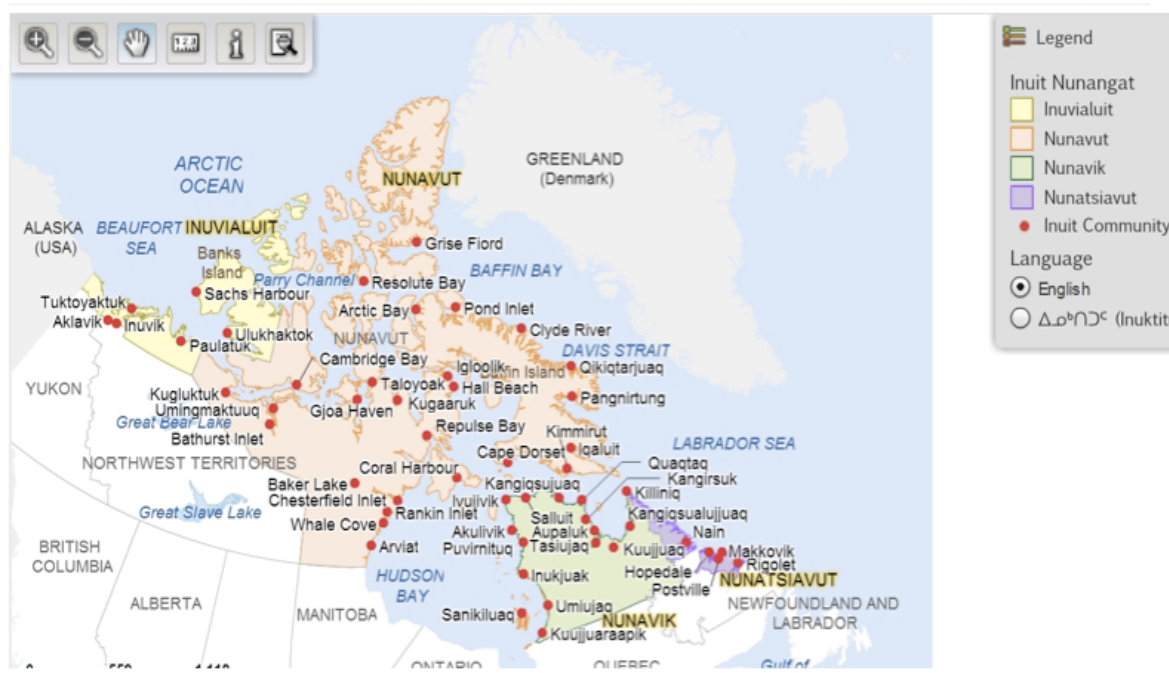 Legend
Inuit Nunangat
Inuvialuit
Nunavut
Nunavik
Nunatsiavut
Inuit Community
Language
English
ᐃᓄᒃᑎᑐᑦ (Inuktit
ARCTIC
OCEAN
NUNAVUT
GREENLAND
(Denmark)
ALASKA
(USA)
BEAUFORT
SEA
INUVIALUIT
Banks
Island
Grise Fiord
Parry Channel
Resolute Bay
BAFFIN BAY
Sachs Harbour
Tuktoyaktuk
Aklavik
Inuvik
Arctic Bay
Pond Inlet
Ulukhaktok
Paulatuk
NUNAVUT
Clyde River
DAVIS STRAIT
Cambridge Bay
Igloolik
Island
Qikiqtarjuaq
YUKON
Kugluktuk
Taloyoak
Hall Beach
Umingmaktuuq
Gjoa Haven
Kugaaruk
Pangnirtung
Great Bear Lake
Bathurst Inlet
Repulse Bay
Kimmirut
Cape Dorset
Iqaluit
LABRADOR SEA
NORTHWEST TERRITORIES
Coral Harbour
Quaqtaq
Kangirsuk
Baker Lake
Kangiqsujuaq
Killiniq
Chesterfield Inlet
Ivujivik
Great Slave Lake
Rankin Inlet
Salluit
Kangiqsualujjuaq
Whale Cove
Akulivik
Aupaluk
Nain
Arviat
Puvirnituq
Tasiujaq
Kuujjuaq
Makkovik
BRITISH
COLUMBIA
HUDSON
BAY
Inukjuak
Hopedale
Rigolet
Postville
NUNATSIAVUT
ALBERTA
MANITOBA
Sanikiluaq
Umiujaq
NUNAVIK
NEWFOUNDLAND AND
LABRADOR
Kuujjuaraapik
ONTARIO
QUEBEC
Gulf of